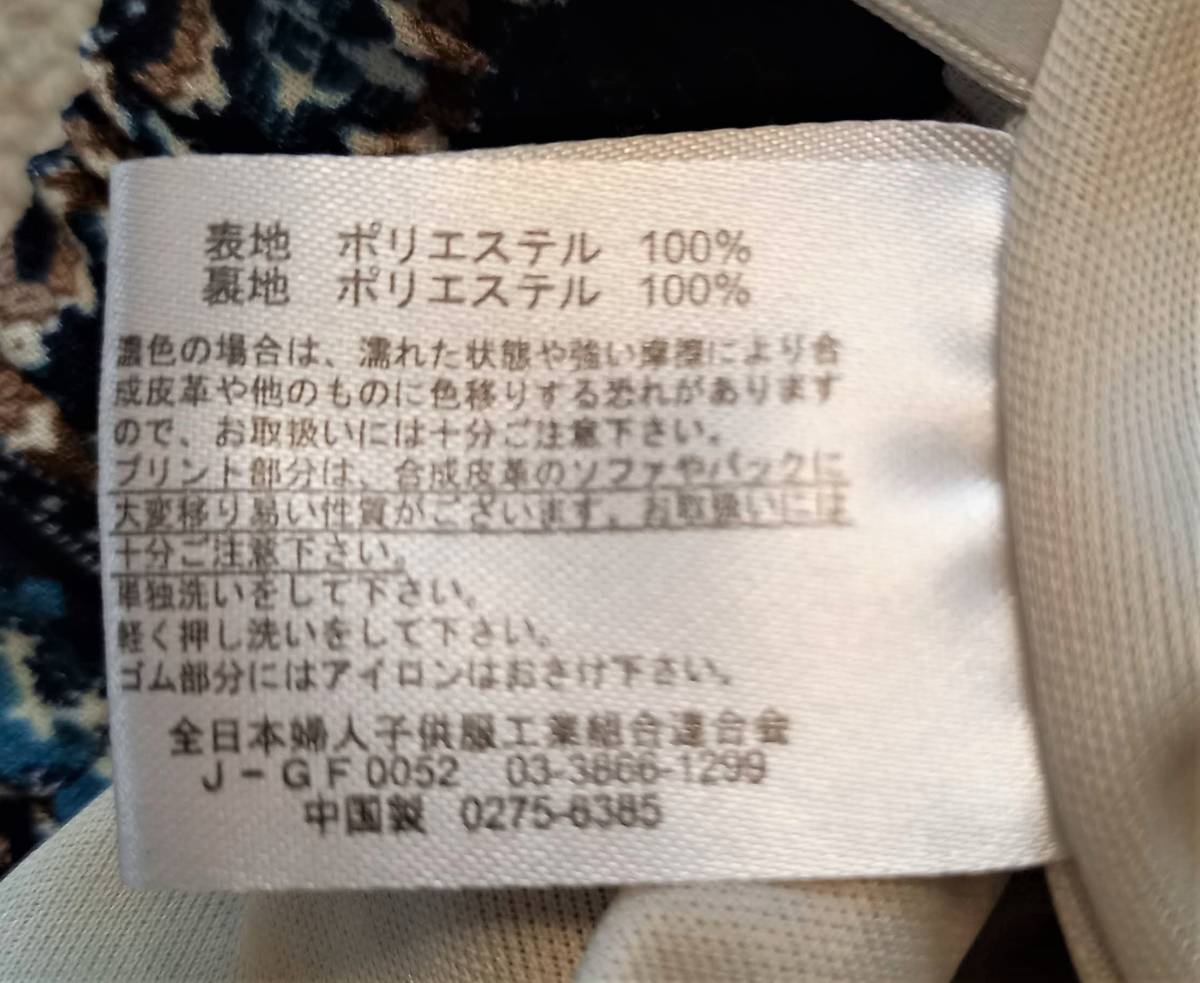 表地 ポリエステル 100%
裏地 ポリエステル 100%
濃色の場合は、濡れた状態や強い摩擦により合
成皮革や他のものに色移りする恐れがあります
ので、お取扱いには十分ご注意下さい。
プリント部分は、合成皮革のソファやバックに
大変移り易い性質がございます。お取扱いには
十分ご注意下さい。
単独洗いをして下さい。
軽く押し洗いをして下さい。
ゴム部分にはアイロンはおさけ下さい。
全日本婦人子供服工業組合連合会
J-GF0052 03-3866-1299
中国製 0275-6385